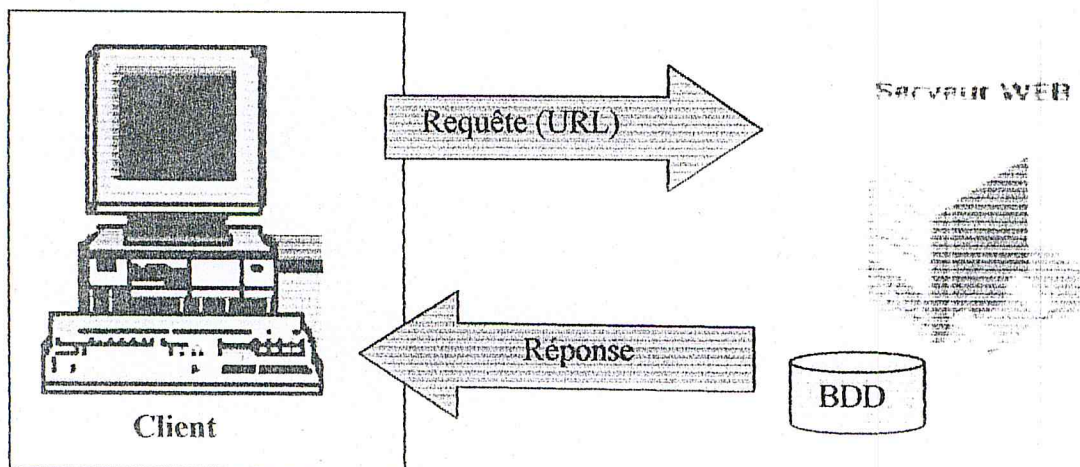 Requête (URL)
Serveur WEB
Réponse
BDD
Client